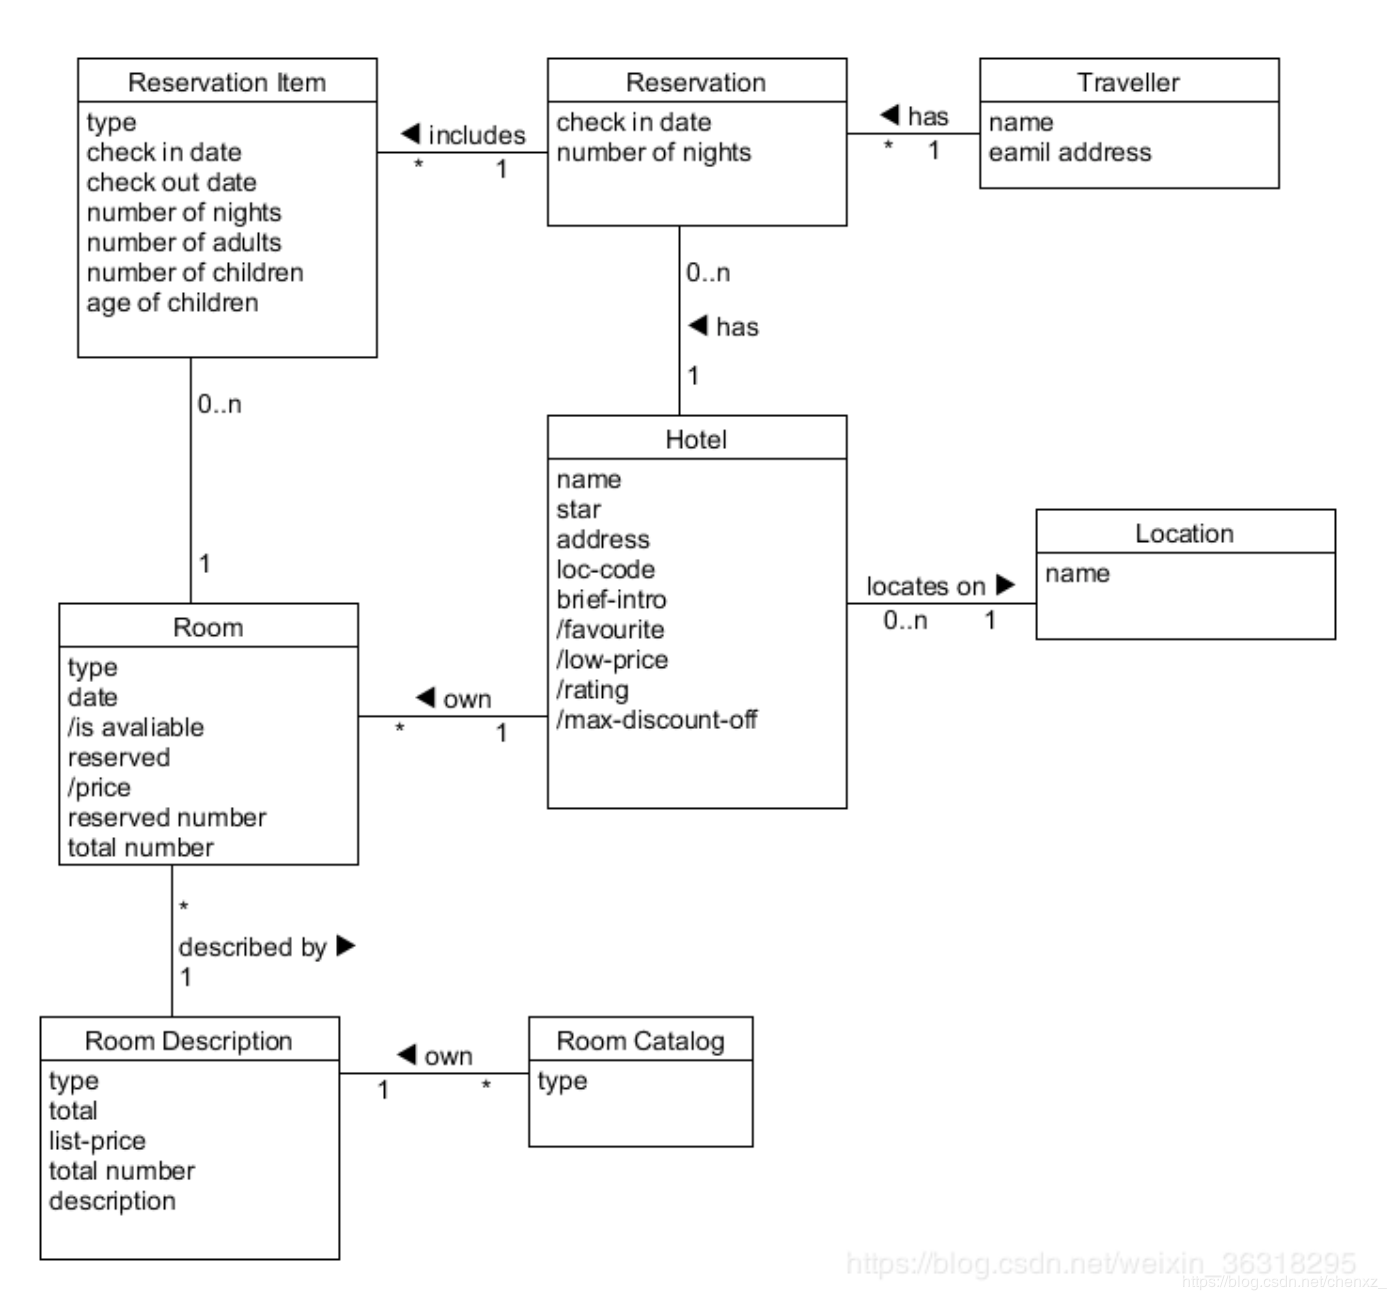 Reservation Item
type
check in date
check out date
number of nights
number of adults
number of children
age of children
◀ includes
* 1
Reservation
check in date
number of nights
◀ has
* 1
Traveller
name
eamil address
0..n
◀ has
1
0..n
1
Hotel
name
star
address
loc-code
brief-intro
/favourite
/low-price
/rating
/max-discount-off
locates on ▶
0..n 1
Location
name
Room
type
date
/is avaliable
reserved
/price
reserved number
total number
◀ own
* 1
*
described by ▶
1
Room Description
type
total
list-price
total number
description
◀ own
1 *
Room Catalog
type
https://blog.csdn.net/weixin_36318295
https://blog.csdn.net/chenxz_